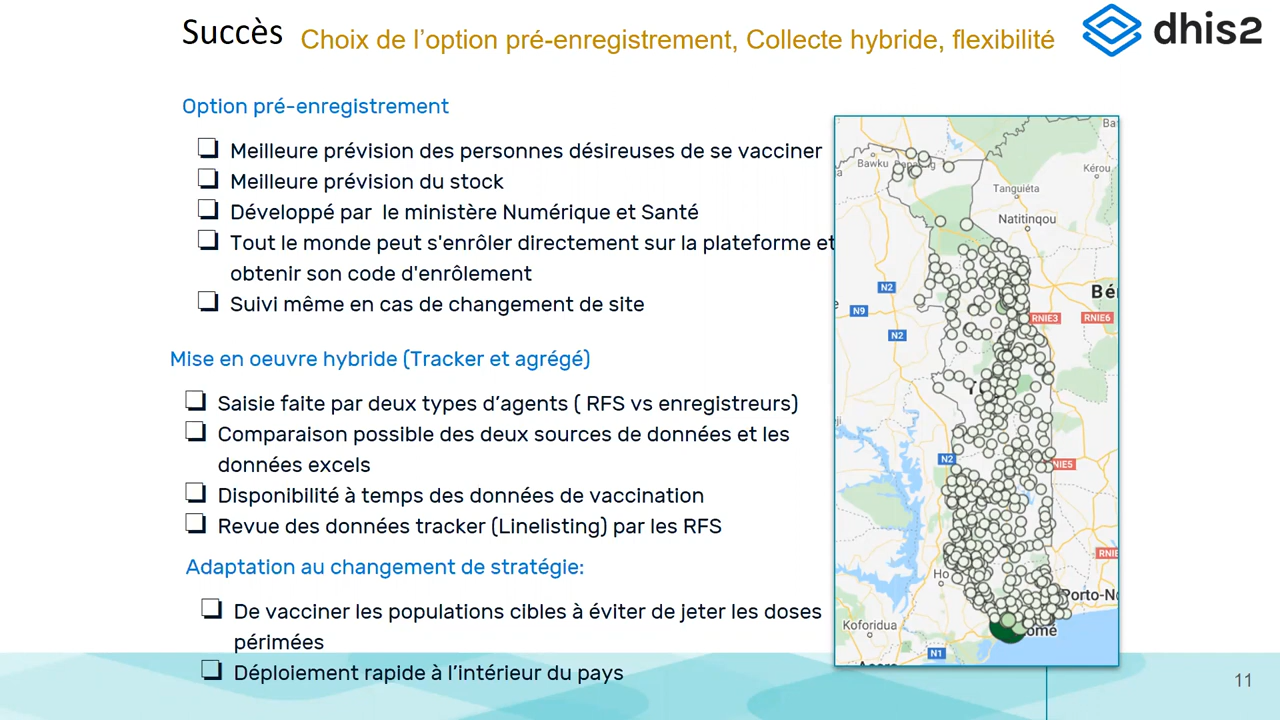 Succès
Choix de l'option pré-enregistrement, Collecte hybride, flexibilité
dhis2
Option pré-enregistrement
❏ Meilleure prévision des personnes désireuses de se vacciner
❏ Meilleure prévision du stock
❏ Développé par le ministère Numérique et Santé
❏ Tout le monde peut s'enrôler directement sur la plateforme et
obtenir son code d'enrôlement
❏ Suivi même en cas de changement de site
Mise en oeuvre hybride (Tracker et agrégé)
❏ Saisie faite par deux types d'agents ( RFS vs enregistreurs)
❏ Comparaison possible des deux sources de données et les
données excels
❏ Disponibilité à temps des données de vaccination
❏ Revue des données tracker (Linelisting) par les RFS
Adaptation au changement de stratégie:
❏ De vacciner les populations cibles à éviter de jeter les doses
périmées
❏ Déploiement rapide à l'intérieur du pays
Ba
Bawku
Kérou
Tanguiéta
Natitingou
N2
Bé
N9
RNIE3
RNIE6
N2
N2
NIE5
RNIE
Ho
Porto-N
Koforidua
omé
N1
11